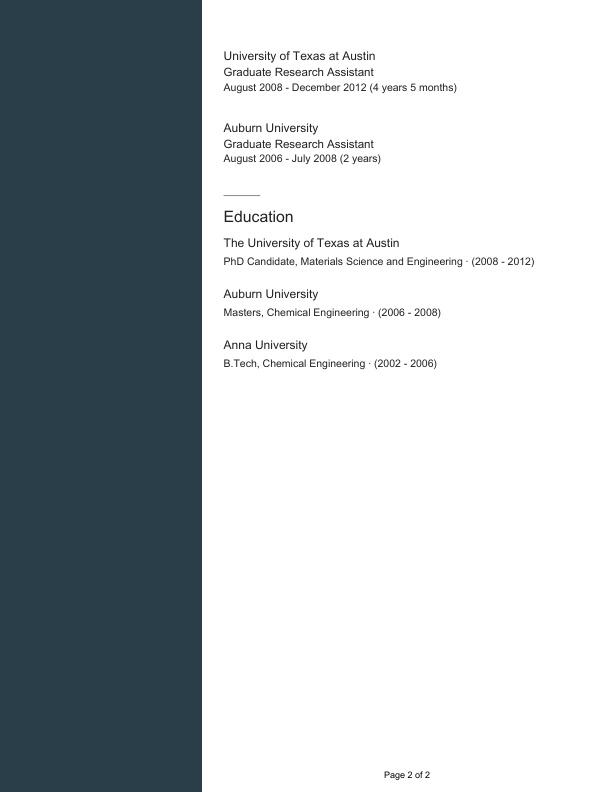 University of Texas at Austin
Graduate Research Assistant
August 2008 - December 2012 (4 years 5 months)
Auburn University
Graduate Research Assistant
August 2006 - July 2008 (2 years)
Education
The University of Texas at Austin
PhD Candidate, Materials Science and Engineering · (2008 - 2012)
Auburn University
Masters, Chemical Engineering · (2006 - 2008)
Anna University
B.Tech, Chemical Engineering · (2002 - 2006)
Page 2 of 2